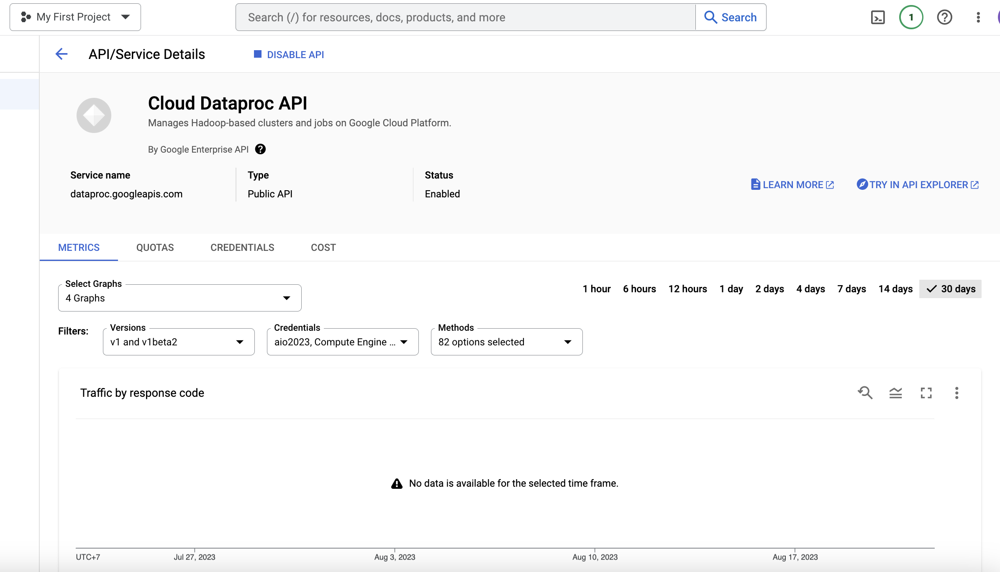 My First Project
Search (/) for resources, docs, products, and more
Search
1
API/Service Details
DISABLE API
Cloud Dataproc API
Manages Hadoop-based clusters and jobs on Google Cloud Platform.
By Google Enterprise API
Service name
dataproc.googleapis.com
Type
Public API
Status
Enabled
LEARN MORE
TRY IN API EXPLORER
METRICS
QUOTAS
CREDENTIALS
COST
Select Graphs
4 Graphs
1 hour
6 hours
12 hours
1 day
2 days
4 days
7 days
14 days
30 days
Filters:
Versions
v1 and v1beta2
Credentials
aio2023, Compute Engine ...
Methods
82 options selected
Traffic by response code
No data is available for the selected time frame.
UTC+7
Jul 27, 2023
Aug 3, 2023
Aug 10, 2023
Aug 17, 2023